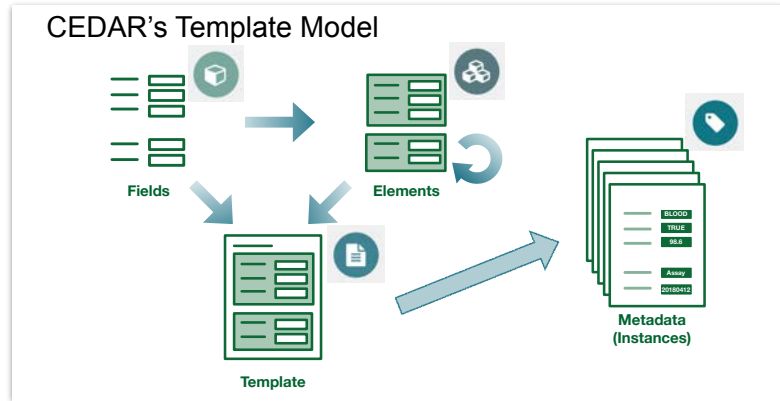 CEDAR's Template Model
Fields
Elements
Template
BLOOD
TRUE
98.6
Assay
20180412
Metadata
(Instances)